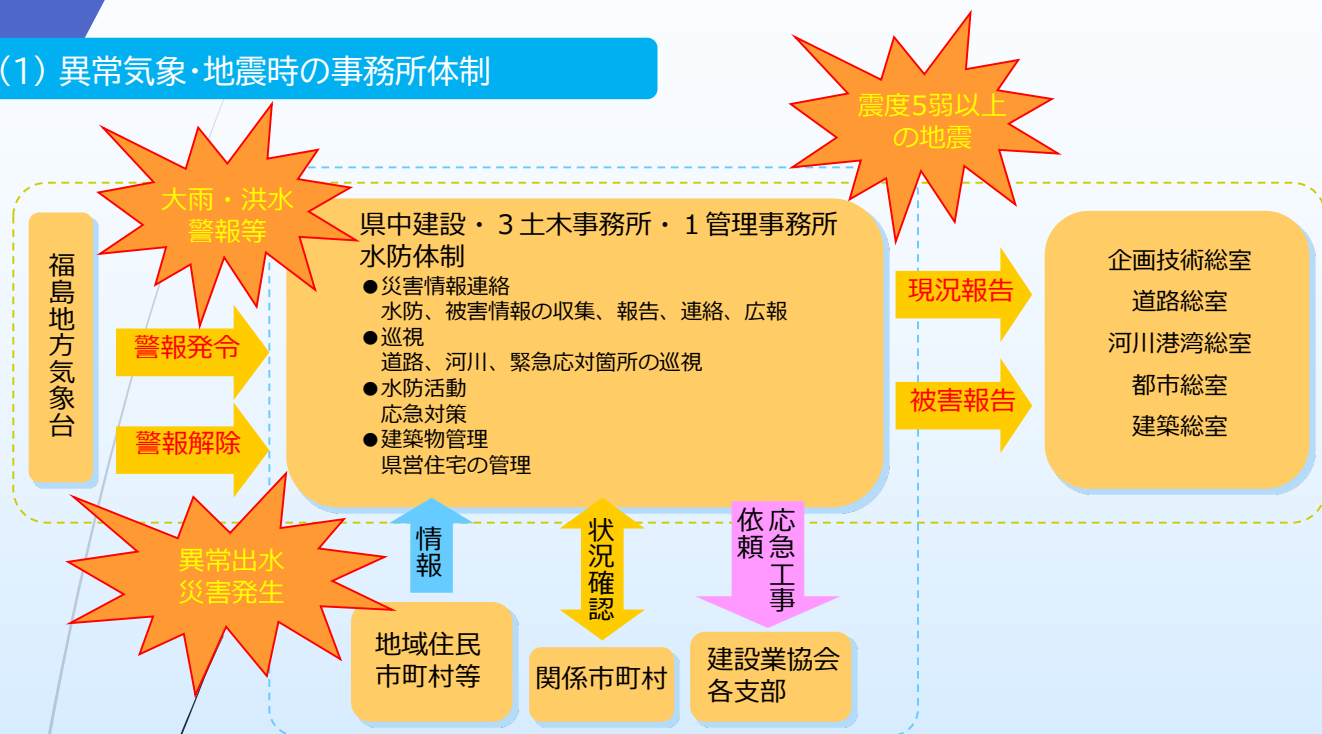 (1) 異常気象・地震時の事務所体制
震度5弱以上
の地震
大雨・洪水
警報等
福島地方気象台
警報発令
警報解除
県中建設・3土木事務所・1管理事務所
水防体制
●災害情報連絡
水防、被害情報の収集、報告、連絡、広報
●巡視
道路、河川、緊急応対箇所の巡視
●水防活動
応急対策
●建築物管理
県営住宅の管理
現況報告
被害報告
企画技術総室
道路総室
河川港湾総室
都市総室
建築総室
異常出水
災害発生
情報
状況確認
応急工事
依頼
地域住民
市町村等
関係市町村
建設業協会
各支部